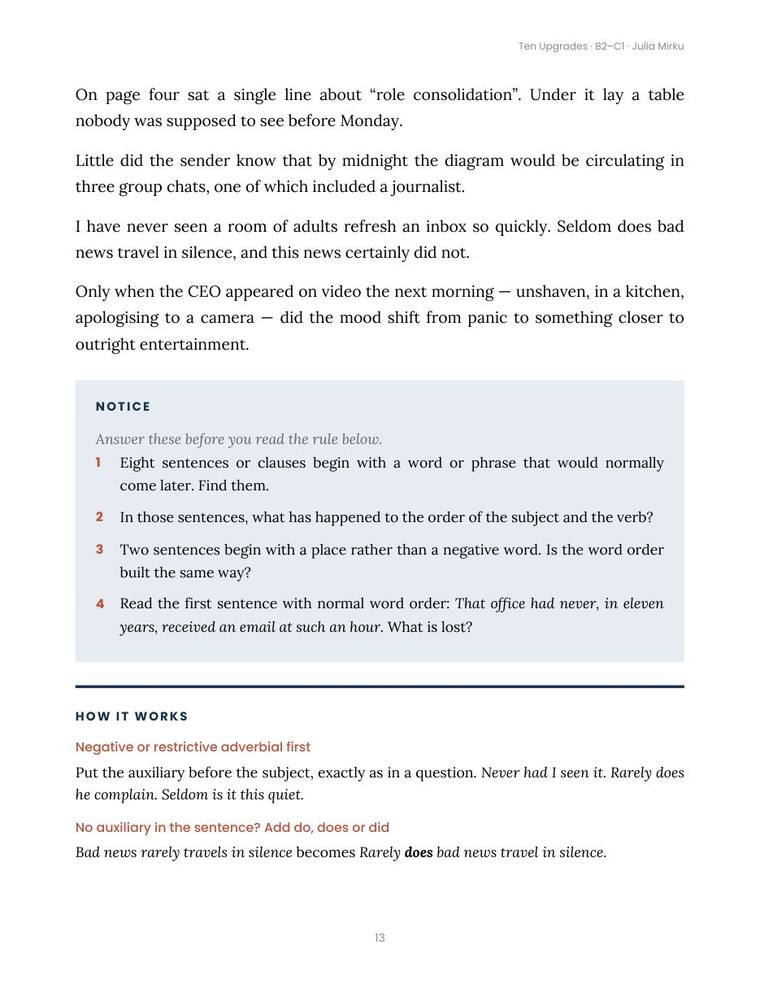 Ten Upgrades · B2–C1 · Julia Mirku
On page four sat a single line about “role consolidation”. Under it lay a table
nobody was supposed to see before Monday.
Little did the sender know that by midnight the diagram would be circulating in
three group chats, one of which included a journalist.
I have never seen a room of adults refresh an inbox so quickly. Seldom does bad
news travel in silence, and this news certainly did not.
Only when the CEO appeared on video the next morning — unshaven, in a kitchen,
apologising to a camera — did the mood shift from panic to something closer to
outright entertainment.
NOTICE
Answer these before you read the rule below.
1 Eight sentences or clauses begin with a word or phrase that would normally
come later. Find them.
2 In those sentences, what has happened to the order of the subject and the verb?
3 Two sentences begin with a place rather than a negative word. Is the word order
built the same way?
4 Read the first sentence with normal word order: That office had never, in eleven
years, received an email at such an hour. What is lost?
HOW IT WORKS
Negative or restrictive adverbial first
Put the auxiliary before the subject, exactly as in a question. Never had I seen it. Rarely does
he complain. Seldom is it this quiet.
No auxiliary in the sentence? Add do, does or did
Bad news rarely travels in silence becomes Rarely does bad news travel in silence.
13